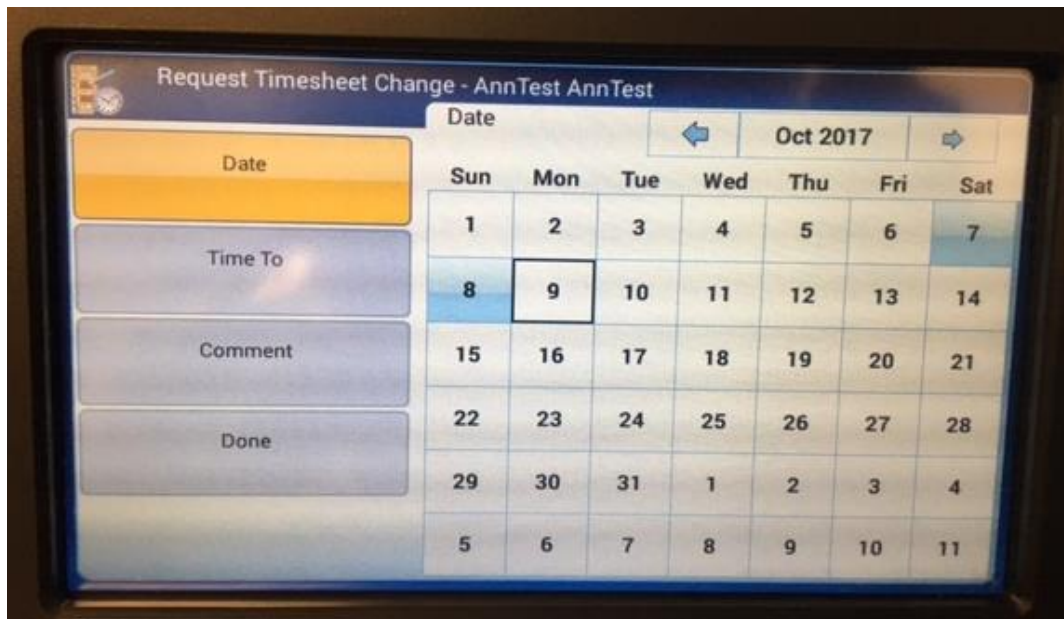 Request Timesheet Change - AnnTest AnnTest
Date
Time To
Comment
Done
Date
Oct 2017
Sun Mon Tue Wed Thu Fri Sat
1 2 3 4 5 6 7
8 9 10 11 12 13 14
15 16 17 18 19 20 21
22 23 24 25 26 27 28
29 30 31 1 2 3 4
5 6 7 8 9 10 11